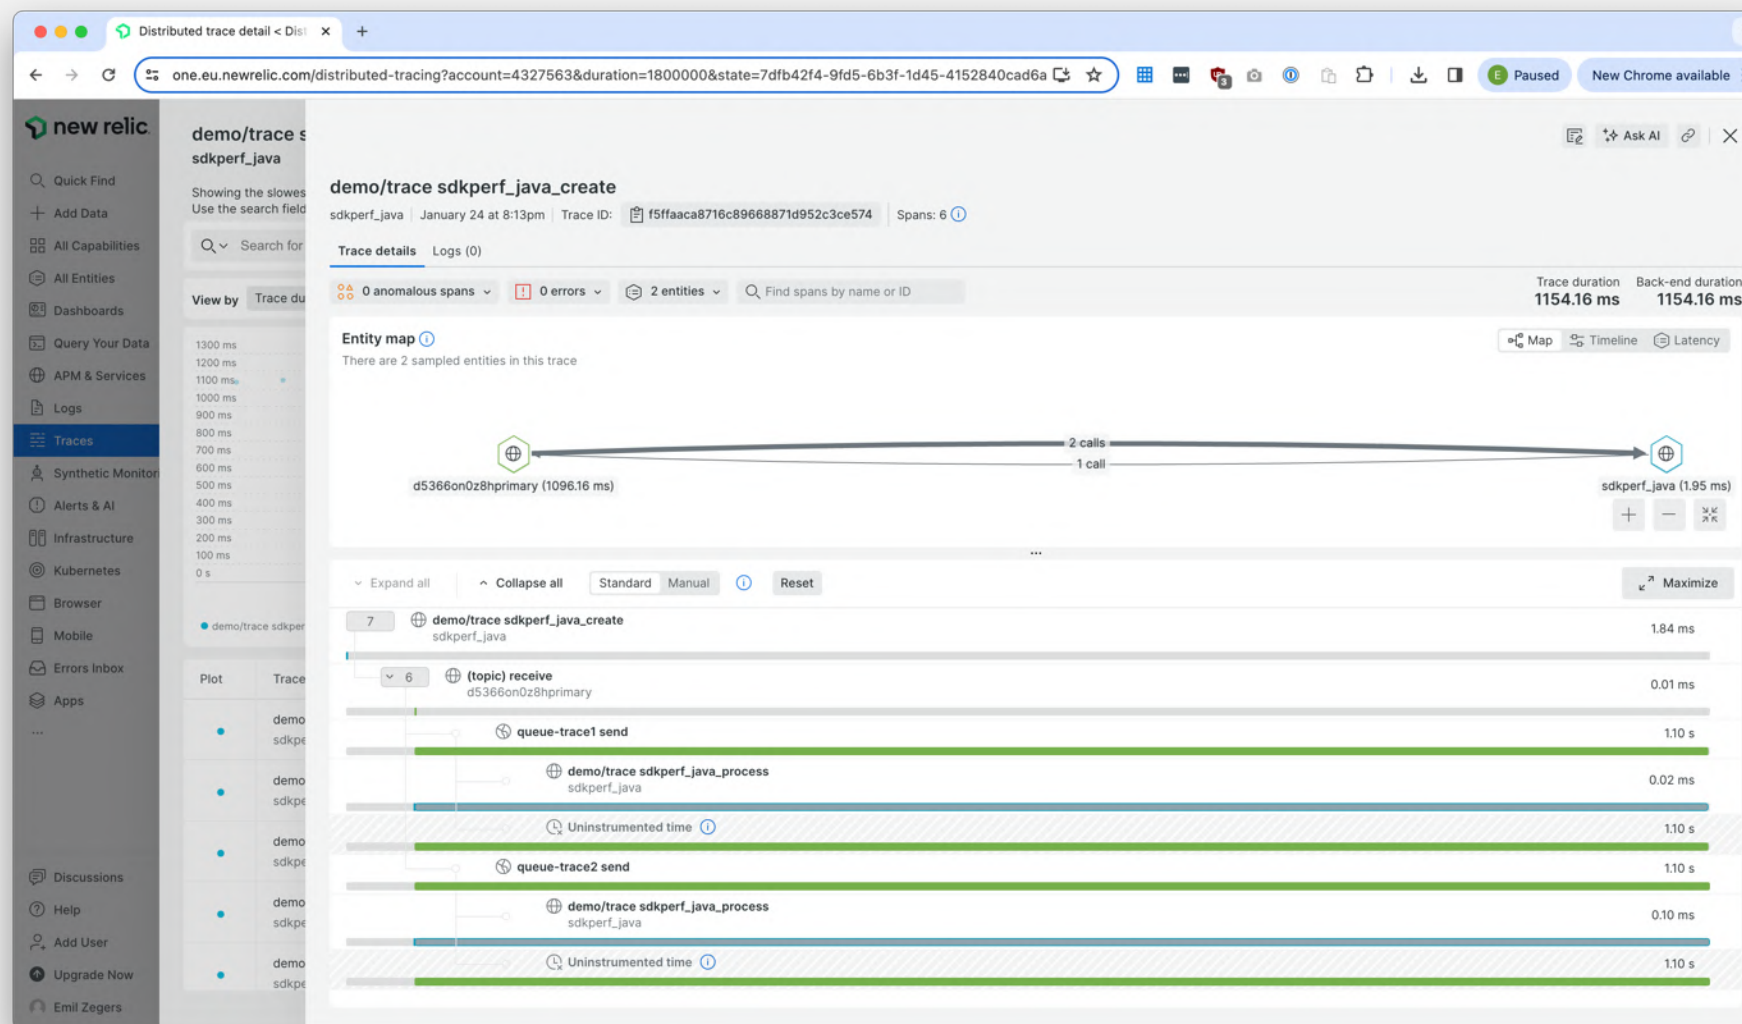 Distributed trace detail < Dist
one.eu.newrelic.com/distributed-tracing?account=4327563&duration=1800000&state=7dfb42f4-9fd5-6b3f-1d45-4152840cad6a
3
E Paused
New Chrome available
new relic
Quick Find
Add Data
All Capabilities
All Entities
Dashboards
Query Your Data
APM & Services
Logs
Traces
Synthetic Monitor
Alerts & AI
Infrastructure
Kubernetes
Browser
Mobile
Errors Inbox
Apps
...
Discussions
Help
Add User
Upgrade Now
Emil Zegers
demo/trace s
sdkperf_java
Showing the slowes
Use the search field
Search for
View by Trace du
1300 ms
1200 ms
1100 ms
1000 ms
900 ms
800 ms
700 ms
600 ms
500 ms
400 ms
300 ms
200 ms
100 ms
0 s
demo/trace sdkper
Plot Trace
demo
sdkpe
demo
sdkpe
demo
sdkpe
demo
sdkpe
demo
sdkpe
Ask AI
demo/trace sdkperf_java_create
sdkperf_java January 24 at 8:13pm Trace ID: f5ffaaca8716c89668871d952c3ce574 Spans: 6
Trace details Logs (0)
0 anomalous spans 0 errors 2 entities Find spans by name or ID
Trace duration Back-end duration
1154.16 ms 1154.16 ms
Entity map
Map Timeline Latency
There are 2 sampled entities in this trace
2 calls
1 call
d5366on0z8hprimary (1096.16 ms)
sdkperf_java (1.95 ms)
...
Expand all Collapse all Standard Manual Reset Maximize
7 demo/trace sdkperf_java_create 1.84 ms
sdkperf_java
6 (topic) receive 0.01 ms
d5366on0z8hprimary
queue-trace1 send 1.10 s
demo/trace sdkperf_java_process 0.02 ms
sdkperf_java
Uninstrumented time 1.10 s
queue-trace2 send 1.10 s
demo/trace sdkperf_java_process 0.10 ms
sdkperf_java
Uninstrumented time 1.10 s